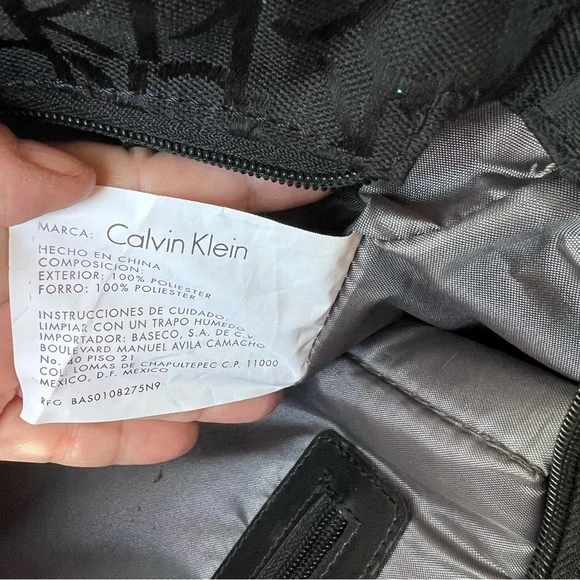 MARCA: Calvin Klein
HECHO EN CHINA
COMPOSICION:
EXTERIOR: 100% POLIESTER
FORRO: 100% POLIESTER
INSTRUCCIONES DE CUIDADO
LIMPIAR CON UN TRAPO HUMEDO
IMPORTADOR: BASECO, S.A. DE C.V.
BOULEVARD MANUEL AVILA CAMACHO
No. 40 PISO 21
COL. LOMAS DE CHAPULTEPEC C.P. 11000
MEXICO, D.F. MEXICO
RFC BAS0108275N9